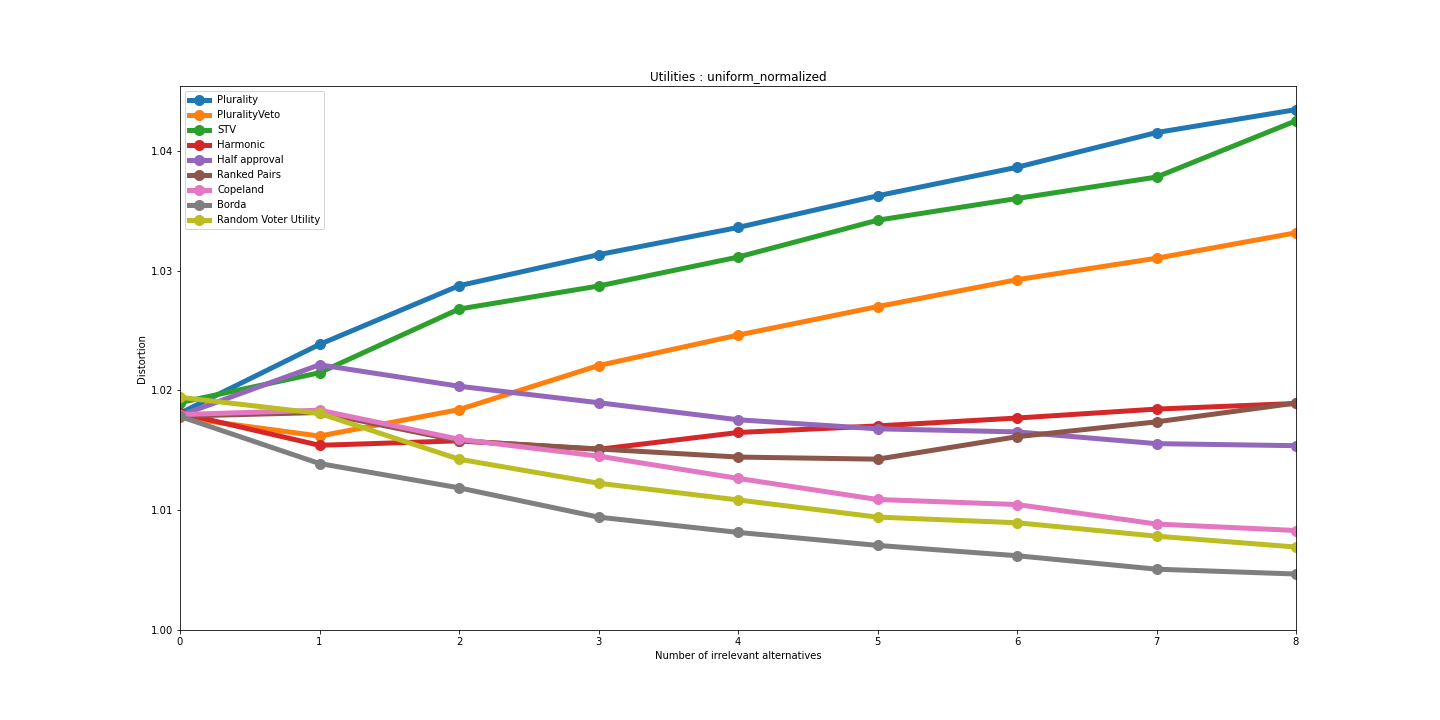 Utilities : uniform_normalized
Plurality
PluralityVeto
STV
Harmonic
Half approval
Ranked Pairs
Copeland
Borda
Random Voter Utility
Distortion
1.04
1.03
1.02
1.01
1.00
0 1 2 3 4 5 6 7 8
Number of irrelevant alternatives